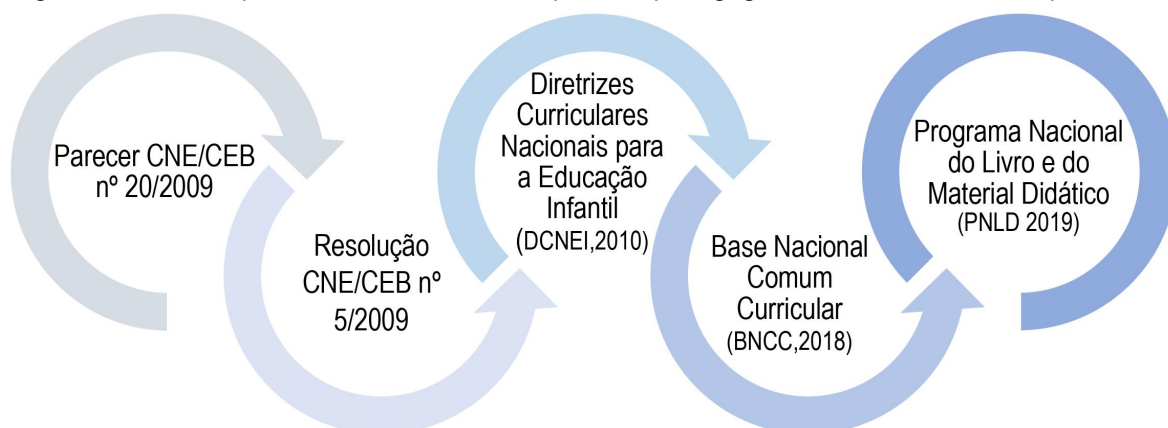 Parecer CNE/CEB
nº 20/2009
Resolução
CNE/CEB nº
5/2009
Diretrizes
Curriculares
Nacionais para
a Educação
Infantil
(DCNEI,2010)
Base Nacional
Comum
Curricular
(BNCC,2018)
Programa Nacional
do Livro e do
Material Didático
(PNLD 2019)